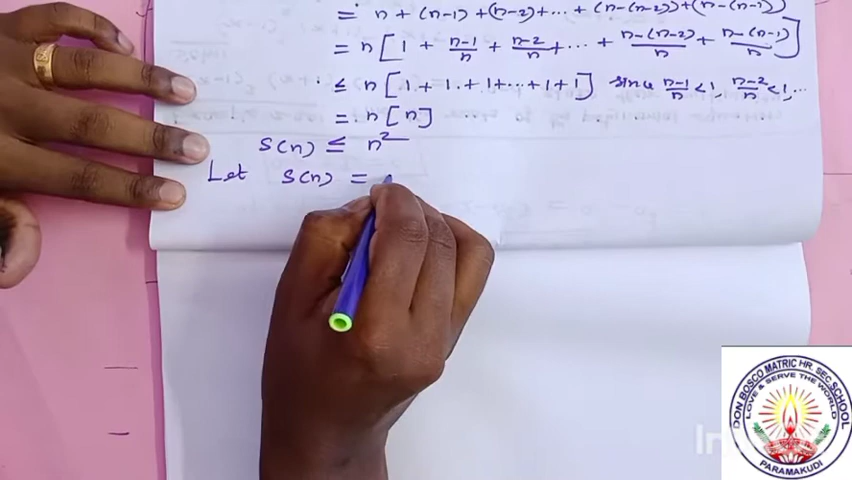 = n + (n-1) + (n-2) + ... + (n-(n-2)) + (n-(n-1))
= n [ 1 + n-1/n + n-2/n + ... + n-(n-2)/n + n-(n-1)/n ]
≤ n [ 1 + 1 + 1 + ... + 1 + 1 ] since n-1/n < 1, n-2/n < 1, ...
= n [ n ]
S(n) ≤ n²
Let S(n) =
DON BOSCO MATRIC HR. SEC. SCHOOL
LOVE & SERVE THE WORLD
PARAMAKUDI